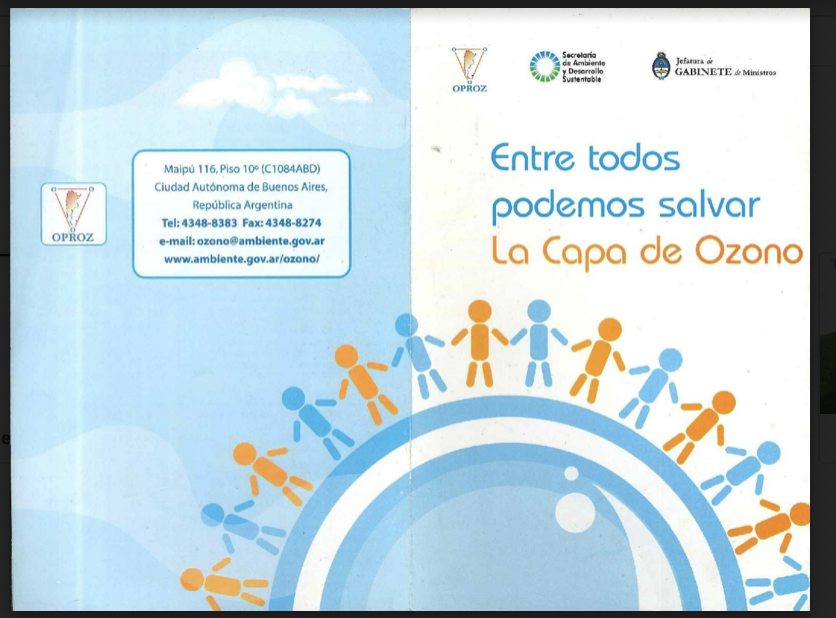 OPROZ
Maipú 116, Piso 10º (C1084ABD)
Ciudad Autónoma de Buenos Aires,
República Argentina
Tel: 4348-8383 Fax: 4348-8274
e-mail: ozono@ambiente.gov.ar
www.ambiente.gov.ar/ozono/
OPROZ
Secretaría
de Ambiente
y Desarrollo
Sustentable
Jefatura de
GABINETE de Ministros
Entre todos
podemos salvar
La Capa de Ozono